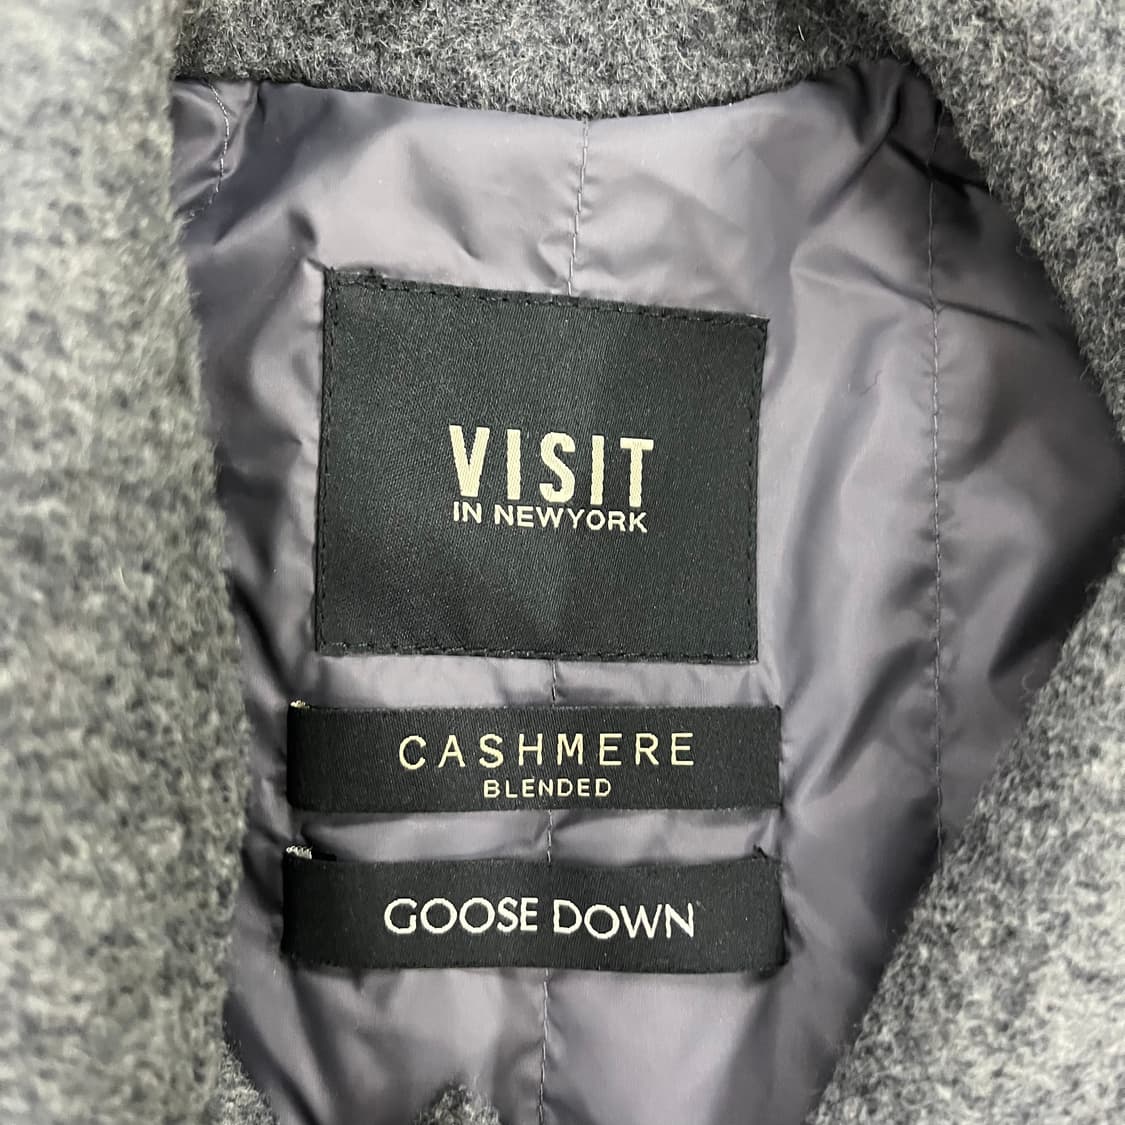 VISIT
IN NEWYORK
CASHMERE
BLENDED
GOOSE DOWN